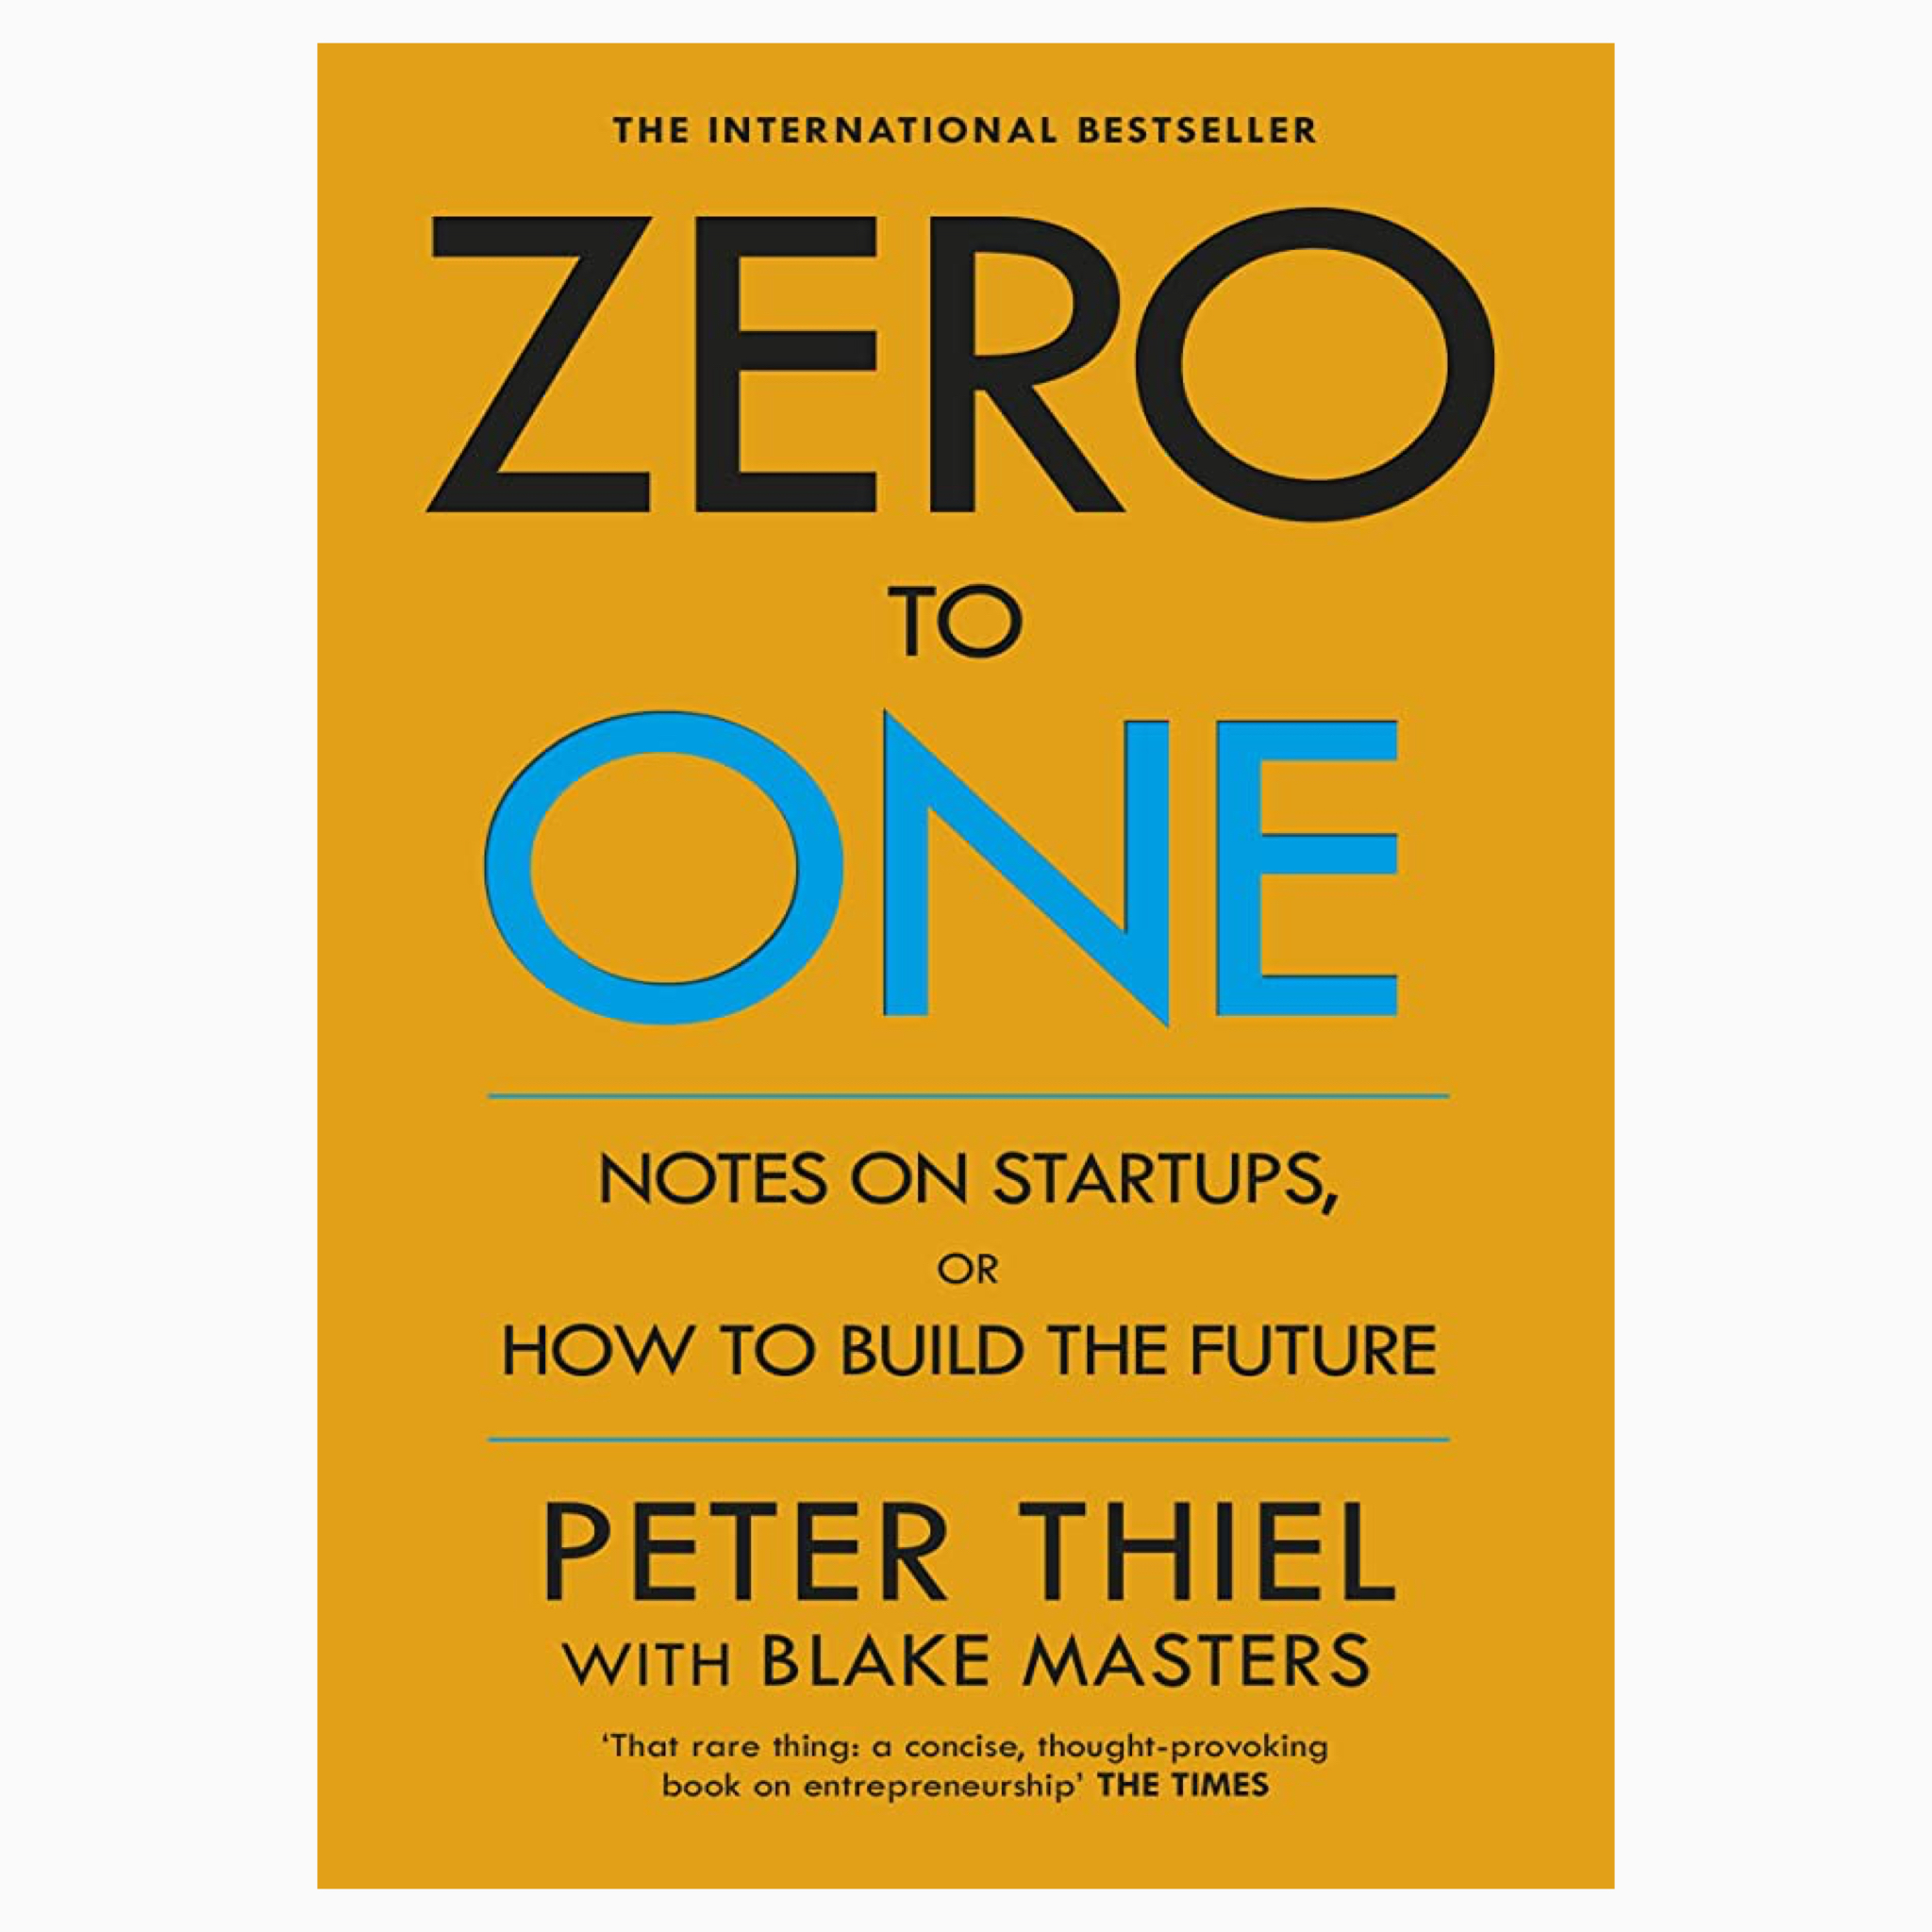 THE INTERNATIONAL BESTSELLER
ZERO
TO
ONE
NOTES ON STARTUPS,
OR
HOW TO BUILD THE FUTURE
PETER THIEL
WITH BLAKE MASTERS
‘That rare thing: a concise, thought-provoking
book on entrepreneurship’ THE TIMES